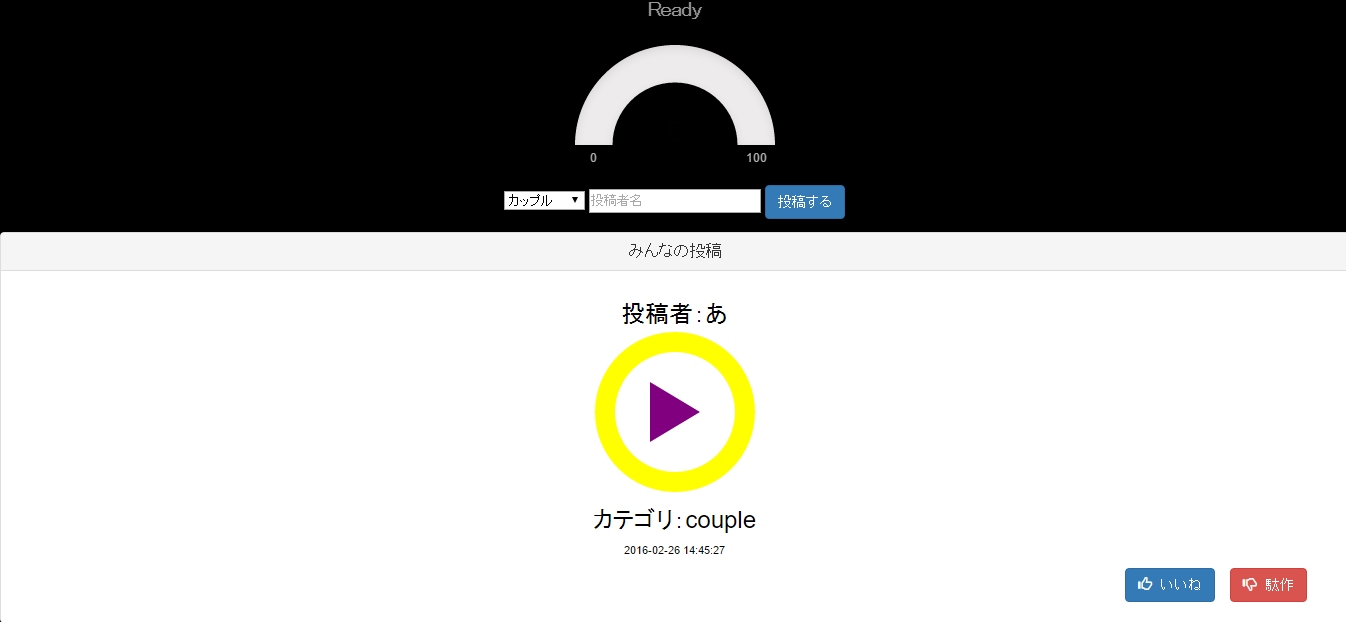 Ready
0 100
カップル 投稿者名 投稿する
みんなの投稿
投稿者：あ
カテゴリ：couple
2016-02-26 14:45:27
いいね 駄作